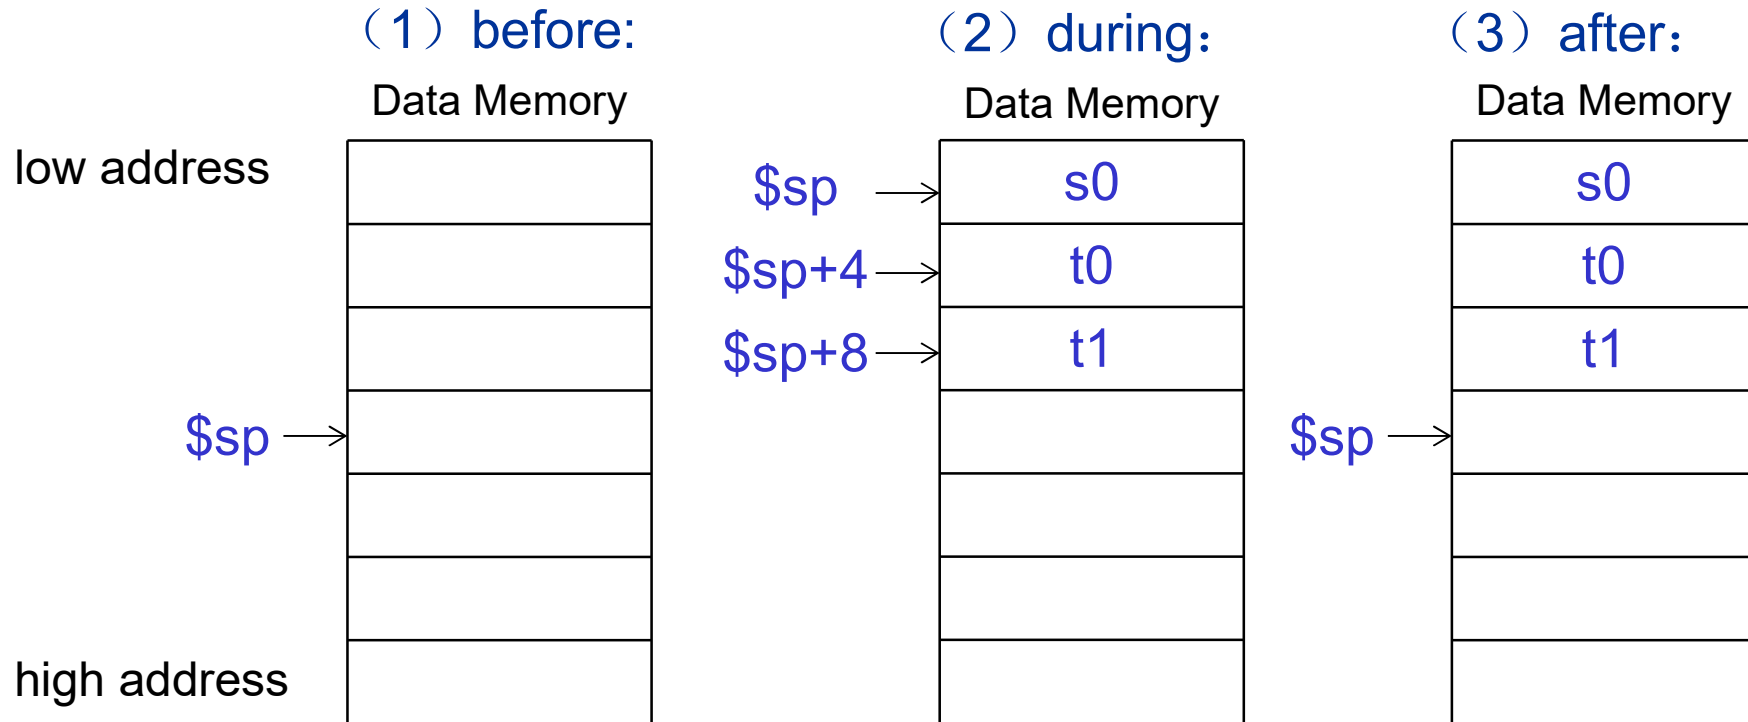 （1）before:
（2）during：
（3）after：
Data Memory
Data Memory
Data Memory
low address
$sp
s0
s0
$sp+4
t0
t0
$sp+8
t1
t1
$sp
$sp
high address